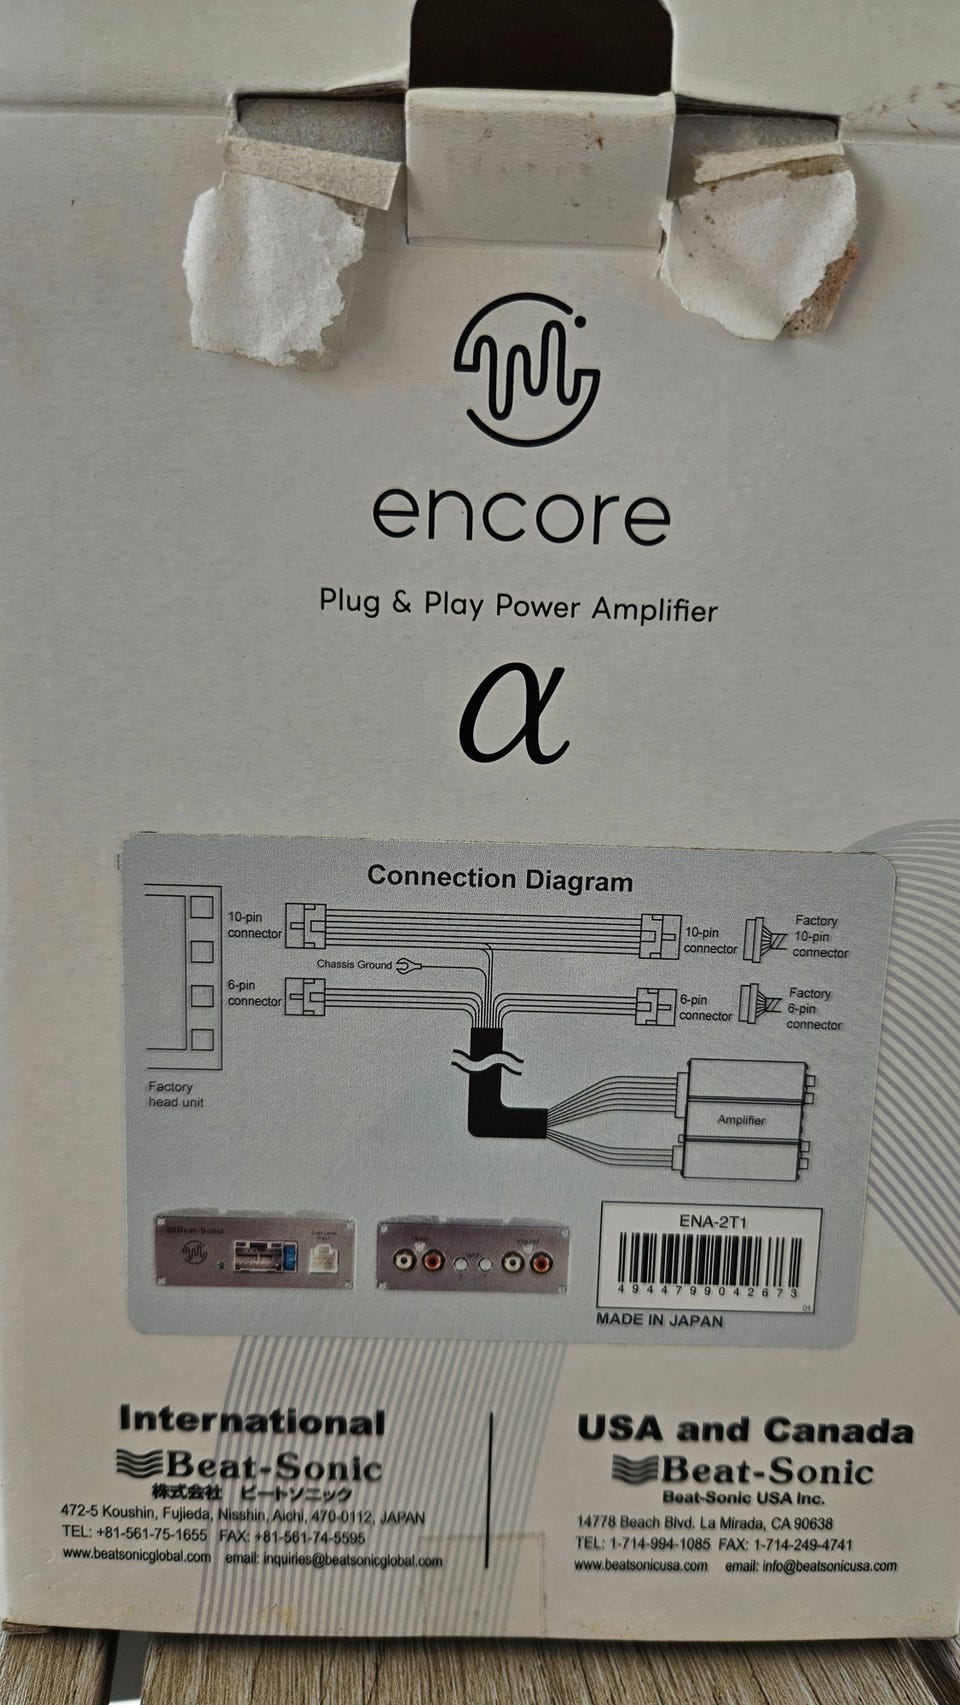 encore
Plug & Play Power Amplifier
α
Connection Diagram
10-pin
connector
10-pin
connector
Factory
10-pin
connector
Chassis Ground
6-pin
connector
6-pin
connector
Factory
6-pin
connector
Factory
head unit
Amplifier
Beat-Sonic
ENA-2T1
4944799042673
01
MADE IN JAPAN
International
Beat-Sonic
株式会社 ビートソニック
472-5 Koushin, Fujieda, Nisshin, Aichi, 470-0112, JAPAN
TEL: +81-561-75-1655 FAX: +81-561-74-5595
www.beatsonicglobal.com email: inquiries@beatsonicglobal.com
USA and Canada
Beat-Sonic
Beat-Sonic USA Inc.
14778 Beach Blvd. La Mirada, CA 90638
TEL: 1-714-994-1085 FAX: 1-714-249-4741
www.beatsonicusa.com email: info@beatsonicusa.com